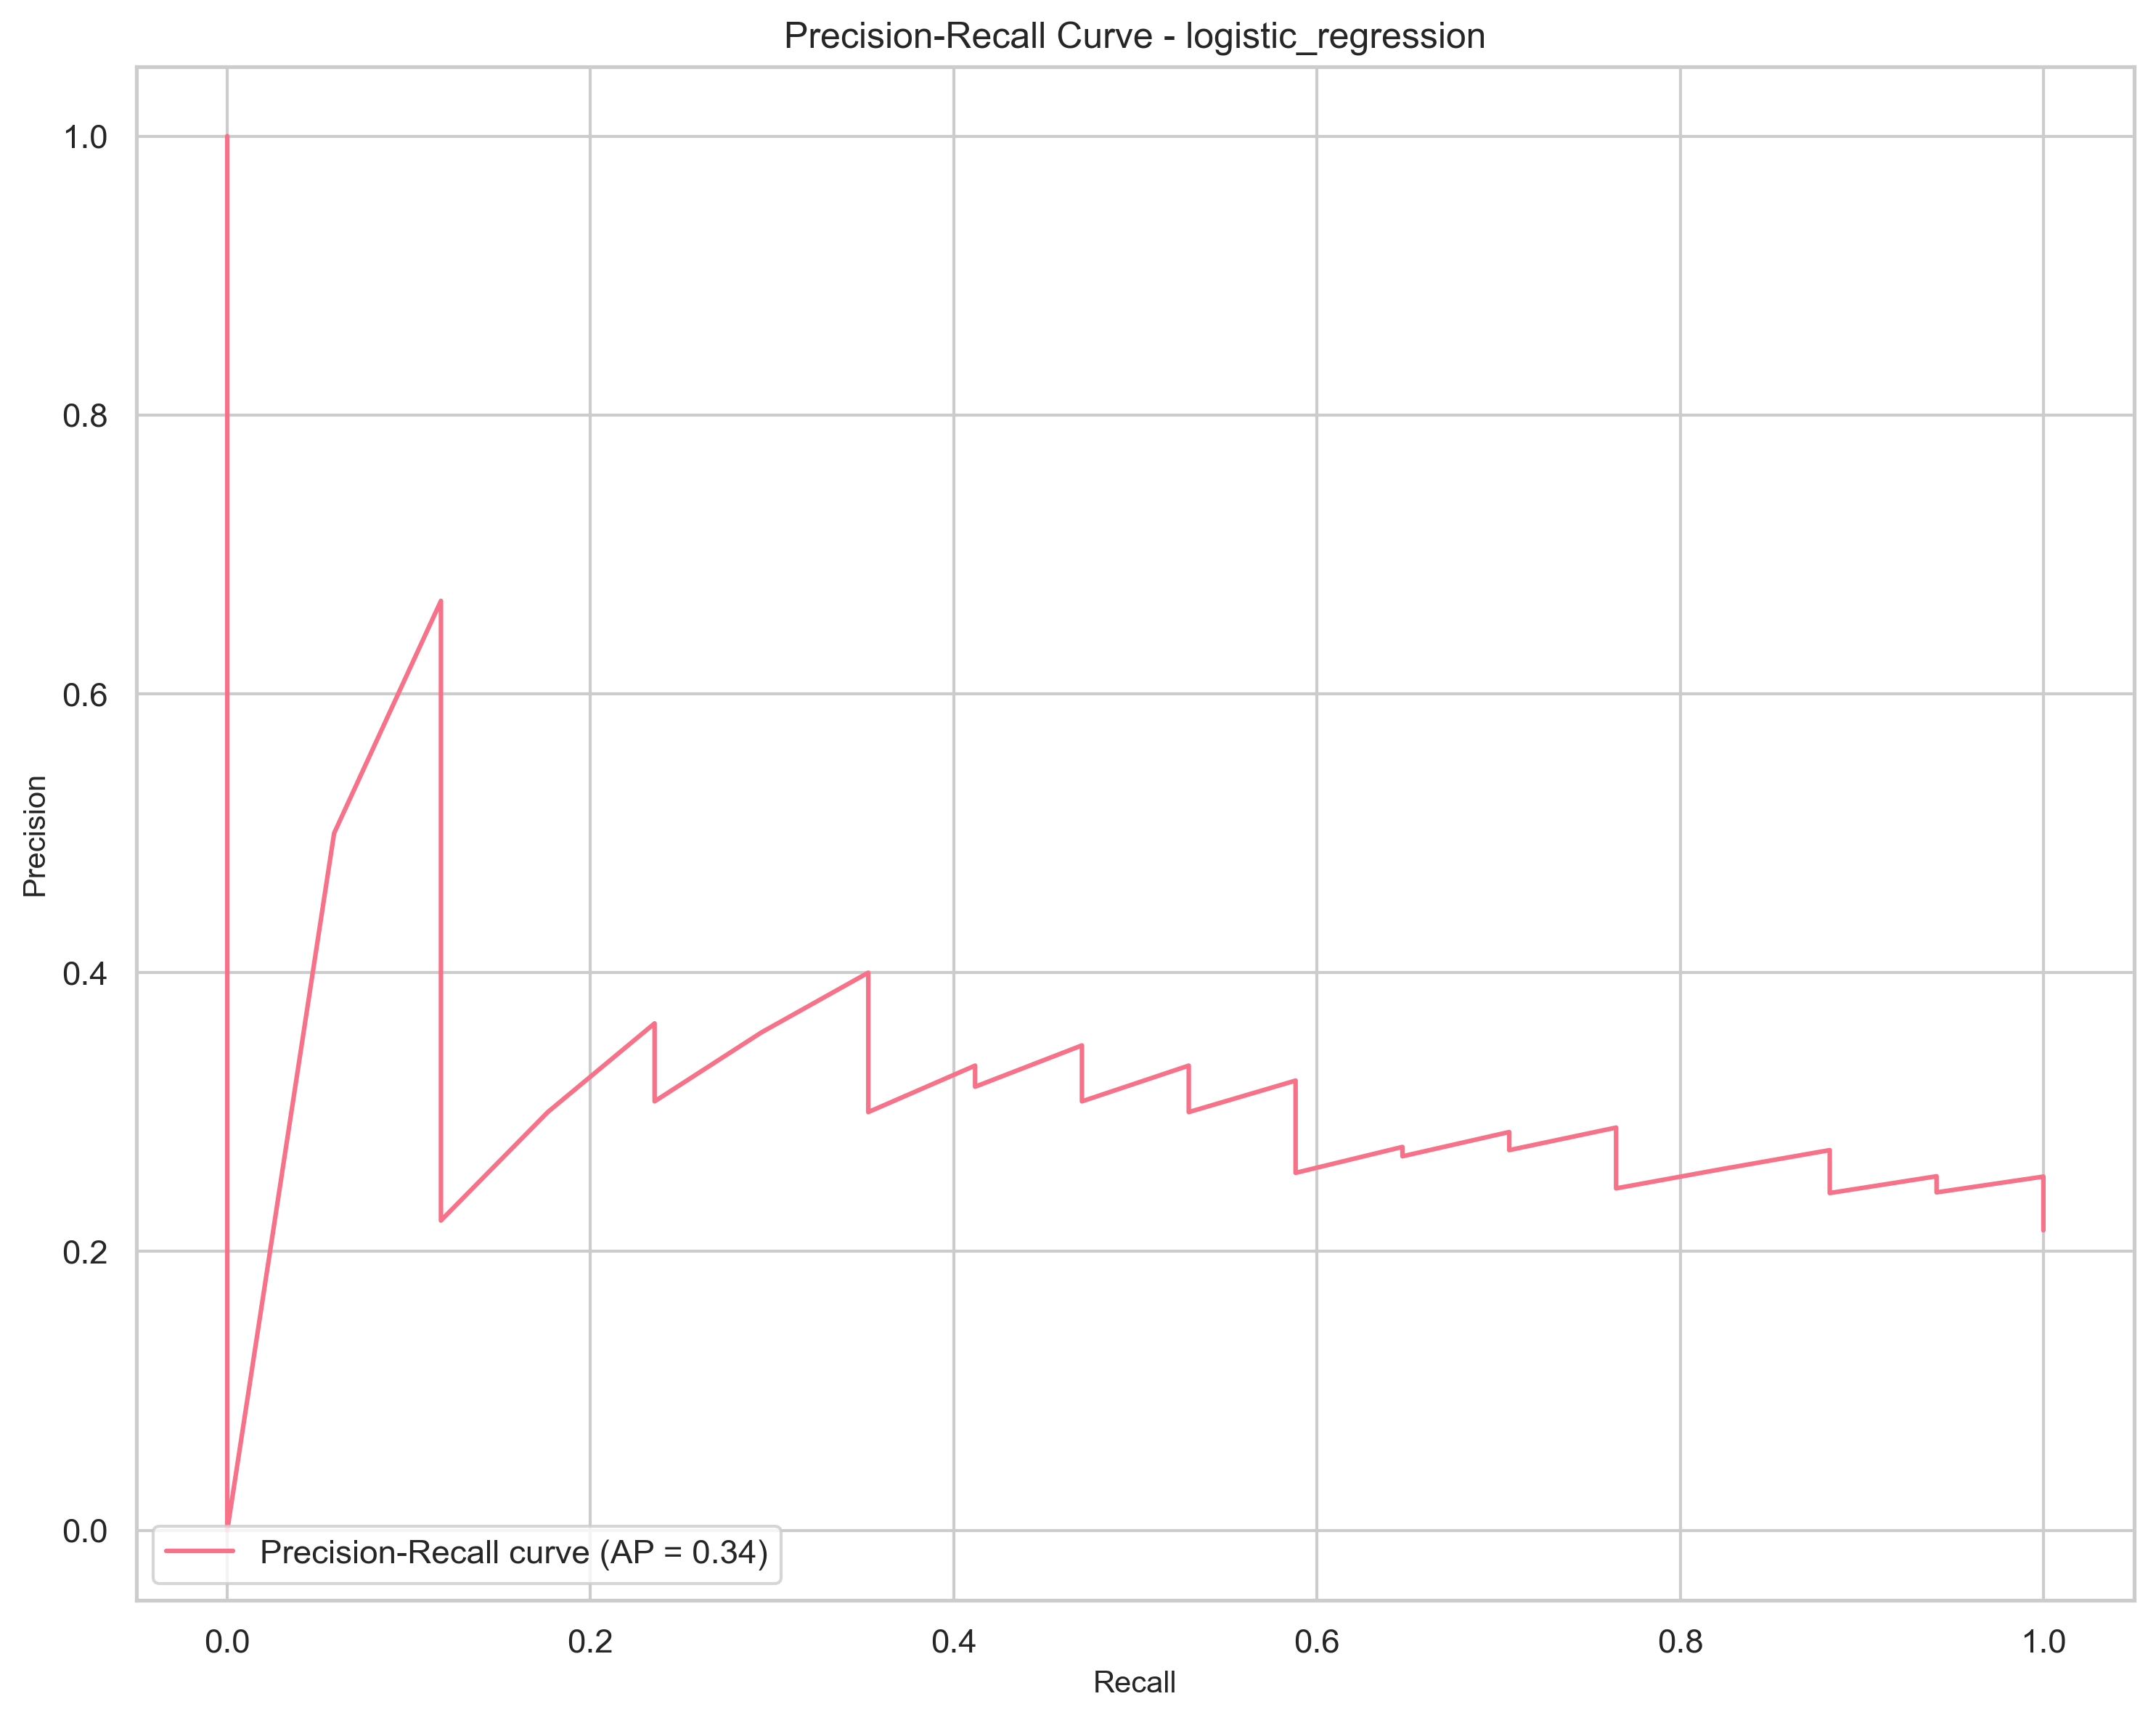 Precision-Recall Curve - logistic_regression
1.0
0.8
0.6
0.4
0.2
0.0
Precision
Precision-Recall curve (AP = 0.34)
0.0 0.2 0.4 0.6 0.8 1.0
Recall